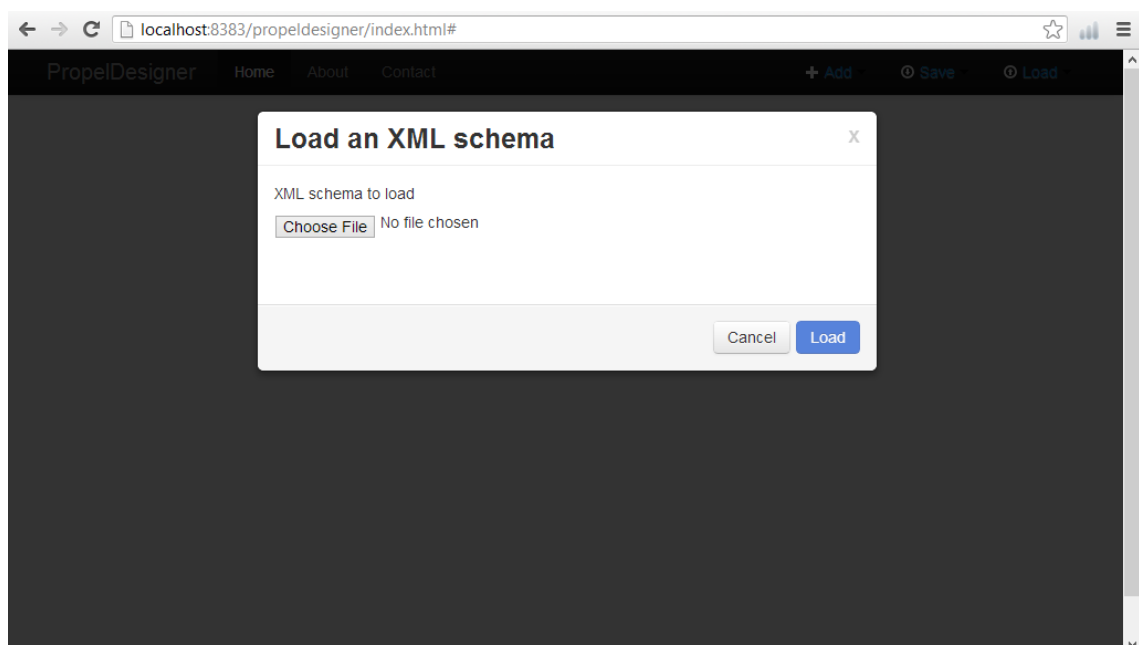 localhost:8383/propeldesigner/index.html#
PropelDesigner Home About Contact Add Save Load
Load an XML schema X
XML schema to load
Choose File No file chosen
Cancel Load